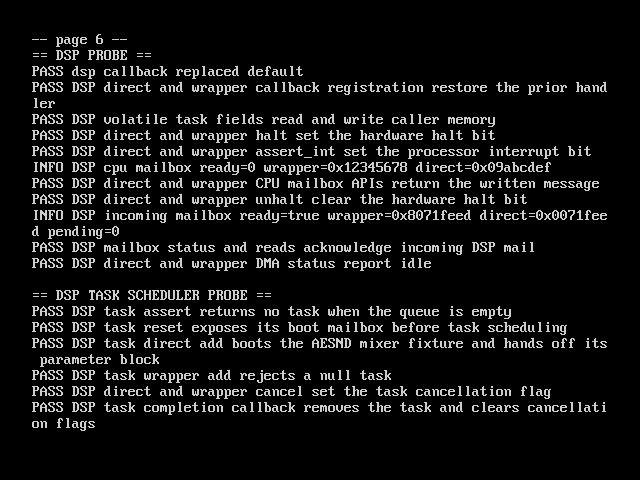 -- page 6 --
== DSP PROBE ==
PASS dsp callback replaced default
PASS DSP direct and wrapper callback registration restore the prior hand
ler
PASS DSP volatile task fields read and write caller memory
PASS DSP direct and wrapper halt set the hardware halt bit
PASS DSP direct and wrapper assert_int set the processor interrupt bit
INFO DSP cpu mailbox ready=0 wrapper=0x12345678 direct=0x09abcdef
PASS DSP direct and wrapper CPU mailbox APIs return the written message
PASS DSP direct and wrapper unhalt clear the hardware halt bit
INFO DSP incoming mailbox ready=true wrapper=0x8071feed direct=0x0071fee
d pending=0
PASS DSP mailbox status and reads acknowledge incoming DSP mail
PASS DSP direct and wrapper DMA status report idle
== DSP TASK SCHEDULER PROBE ==
PASS DSP task assert returns no task when the queue is empty
PASS DSP task reset exposes its boot mailbox before task scheduling
PASS DSP task direct add boots the AESND mixer fixture and hands off its
 parameter block
PASS DSP task wrapper add rejects a null task
PASS DSP direct and wrapper cancel set the task cancellation flag
PASS DSP task completion callback removes the task and clears cancellati
on flags